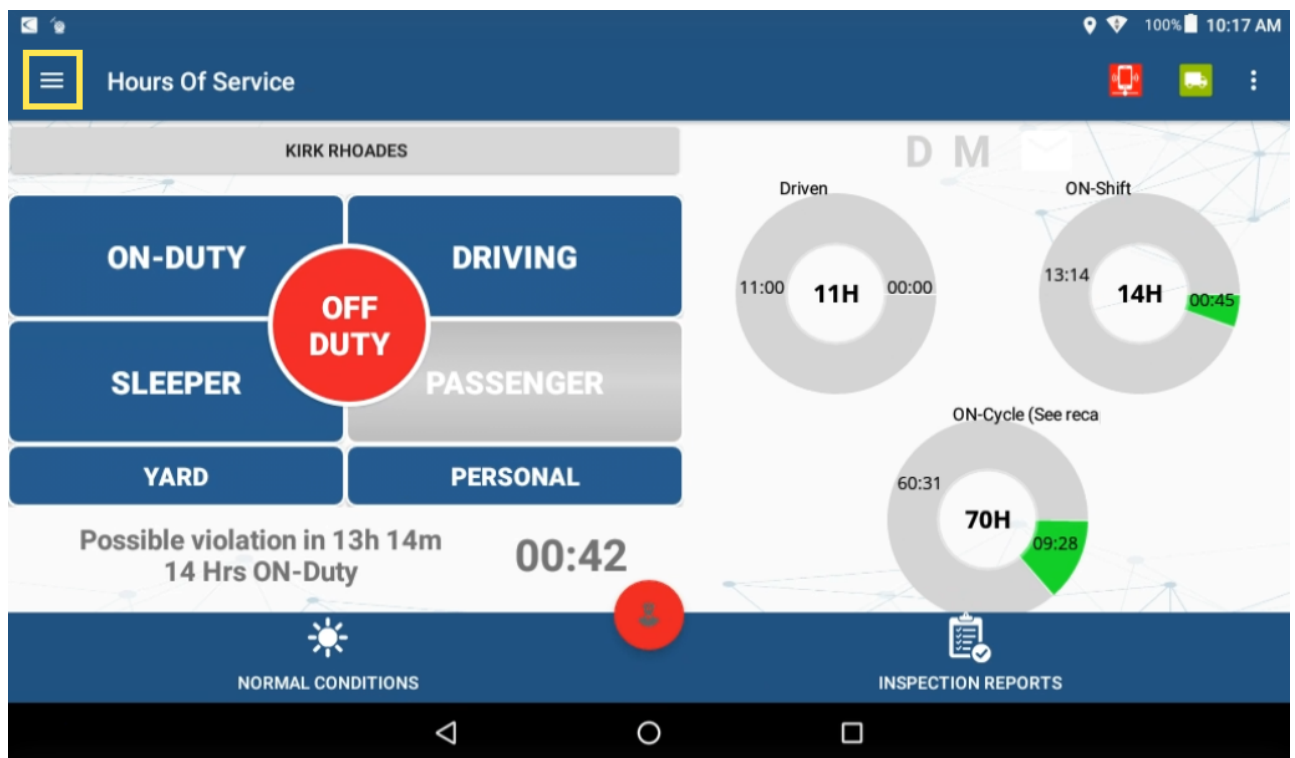 100% 10:17 AM
Hours Of Service
KIRK RHOADES
D M
ON-DUTY
DRIVING
OFF
DUTY
SLEEPER
PASSENGER
YARD
PERSONAL
Possible violation in 13h 14m
14 Hrs ON-Duty
00:42
Driven
11:00
11H
00:00
ON-Shift
13:14
14H
00:45
ON-Cycle (See reca
60:31
70H
09:28
NORMAL CONDITIONS
INSPECTION REPORTS